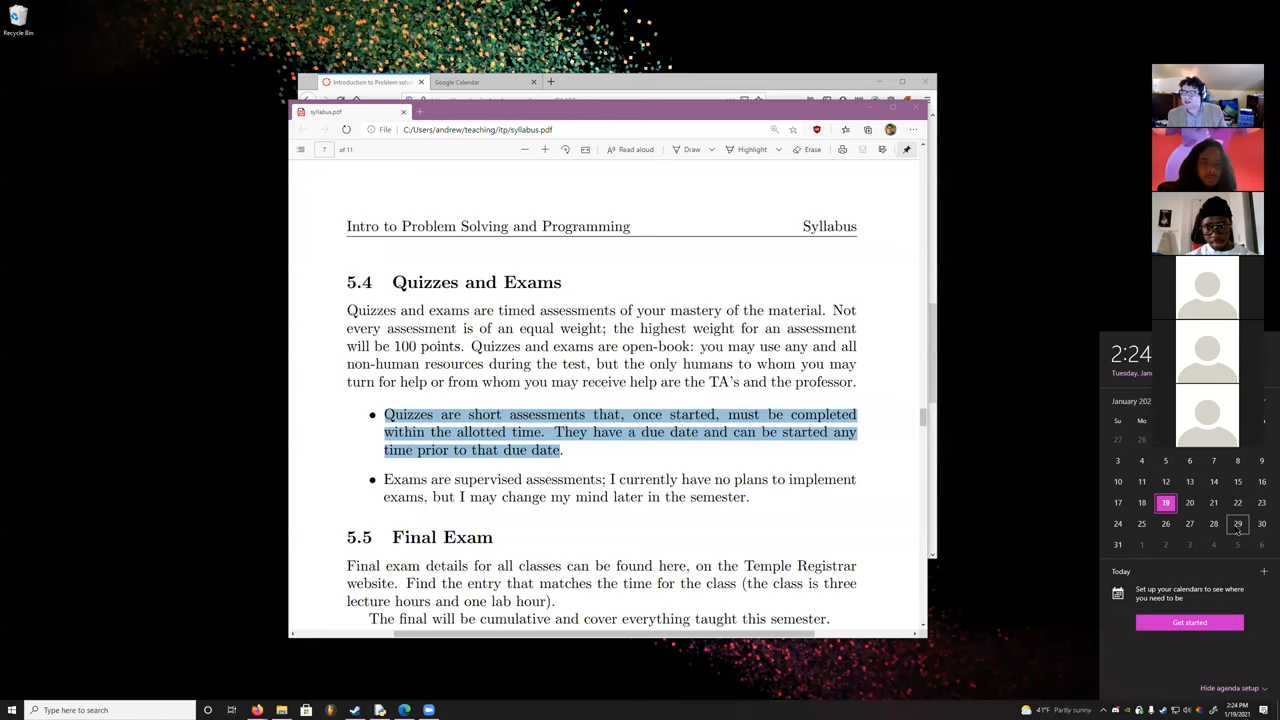 Recycle Bin
Introduction to Problem solvi
Google Calendar
syllabus.pdf
File C:/Users/andrew/teaching/itp/syllabus.pdf
7 of 11
Read aloud
Draw
Highlight
Erase
Intro to Problem Solving and Programming Syllabus
5.4 Quizzes and Exams
Quizzes and exams are timed assessments of your mastery of the material. Not
every assessment is of an equal weight; the highest weight for an assessment
will be 100 points. Quizzes and exams are open-book: you may use any and all
non-human resources during the test, but the only humans to whom you may
turn for help or from whom you may receive help are the TA's and the professor.
• Quizzes are short assessments that, once started, must be completed
within the allotted time. They have a due date and can be started any
time prior to that due date.
• Exams are supervised assessments; I currently have no plans to implement
exams, but I may change my mind later in the semester.
5.5 Final Exam
Final exam details for all classes can be found here, on the Temple Registrar
website. Find the entry that matches the time for the class (the class is three
lecture hours and one lab hour).
The final will be cumulative and cover everything taught this semester.
2:24
Tuesday, Janu
January 202
Su Mo
27 28
3 4 5 6 7 8 9
10 11 12 13 14 15 16
17 18 19 20 21 22 23
24 25 26 27 28 29 30
31 1 2 3 4 5 6
Today
Set up your calendars to see where
you need to be
Get started
Hide agenda setup
Type here to search
41°F Partly sunny
2:24 PM
1/19/2021